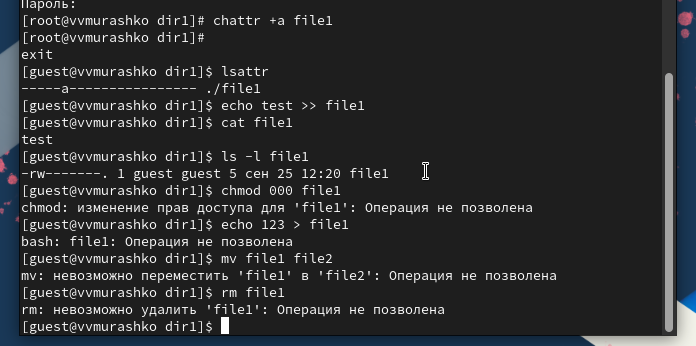 Пароль:
[root@vvmurashko dir1]# chattr +a file1
[root@vvmurashko dir1]#
exit
[guest@vvmurashko dir1]$ lsattr
-----a---------------- ./file1
[guest@vvmurashko dir1]$ echo test >> file1
[guest@vvmurashko dir1]$ cat file1
test
[guest@vvmurashko dir1]$ ls -l file1
-rw-------. 1 guest guest 5 сен 25 12:20 file1
[guest@vvmurashko dir1]$ chmod 000 file1
chmod: изменение прав доступа для 'file1': Операция не позволена
[guest@vvmurashko dir1]$ echo 123 > file1
bash: file1: Операция не позволена
[guest@vvmurashko dir1]$ mv file1 file2
mv: невозможно переместить 'file1' в 'file2': Операция не позволена
[guest@vvmurashko dir1]$ rm file1
rm: невозможно удалить 'file1': Операция не позволена
[guest@vvmurashko dir1]$